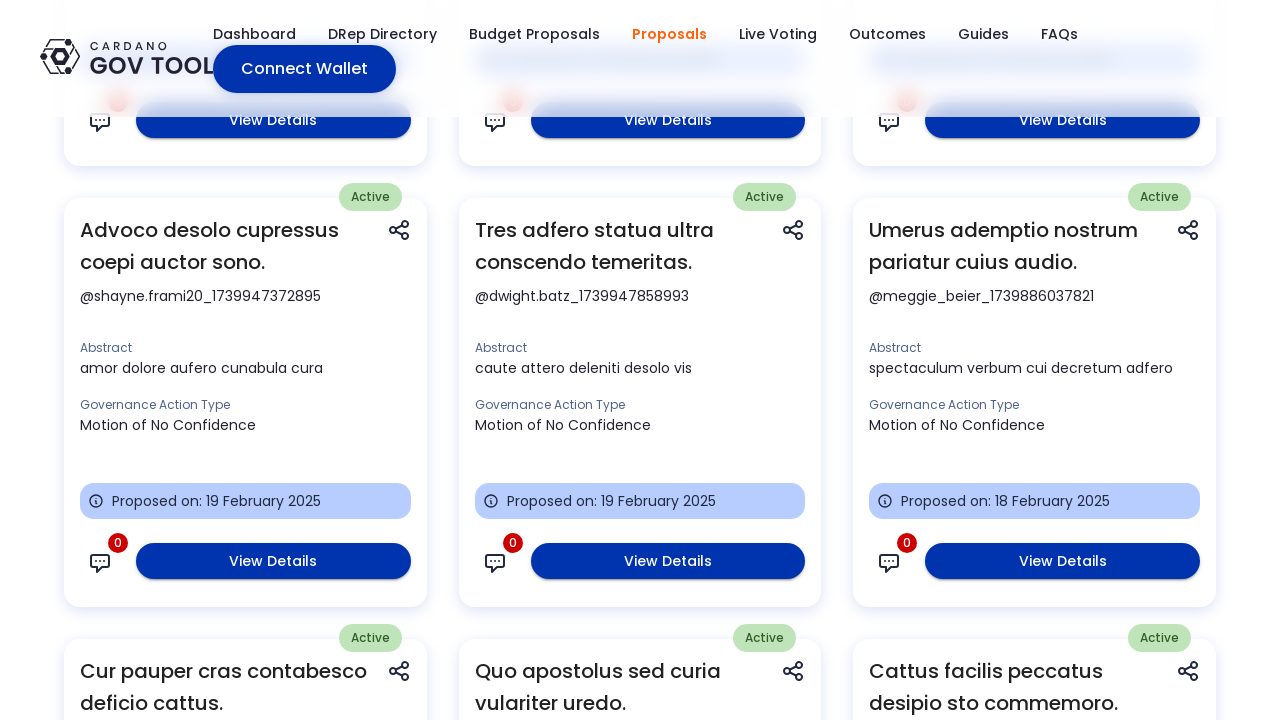 CARDANO
GOV TOOL
Dashboard
DRep Directory
Budget Proposals
Proposals
Live Voting
Outcomes
Guides
FAQs
Connect Wallet
View Details
View Details
View Details
Active
Advoco desolo cupressus
coepi auctor sono.
@shayne.frami20_1739947372895
Abstract
amor dolore aufero cunabula cura
Governance Action Type
Motion of No Confidence
Proposed on: 19 February 2025
0
View Details
Active
Tres adfero statua ultra
conscendo temeritas.
@dwight.batz_1739947858993
Abstract
caute attero deleniti desolo vis
Governance Action Type
Motion of No Confidence
Proposed on: 19 February 2025
0
View Details
Active
Umerus ademptio nostrum
pariatur cuius audio.
@meggie_beier_1739886037821
Abstract
spectaculum verbum cui decretum adfero
Governance Action Type
Motion of No Confidence
Proposed on: 18 February 2025
0
View Details
Active
Cur pauper cras contabesco
deficio cattus.
Active
Quo apostolus sed curia
vulariter uredo.
Active
Cattus facilis peccatus
desipio sto commemoro.